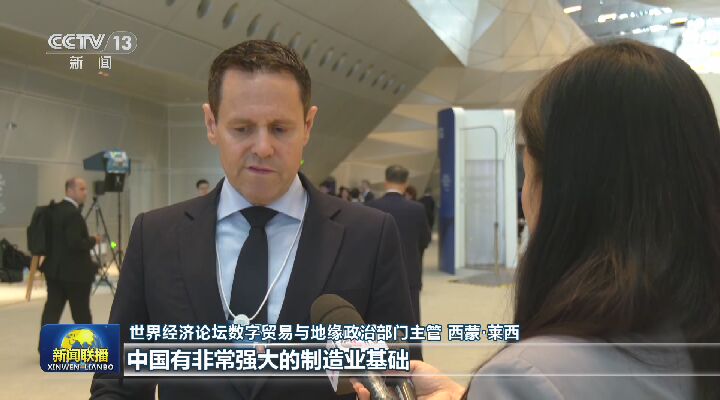 CCTV 13
新闻
世界经济论坛数字贸易与地缘政治部门主管 西蒙·莱西
新闻联播
XINWEN LIANBO
中国有非常强大的制造业基础